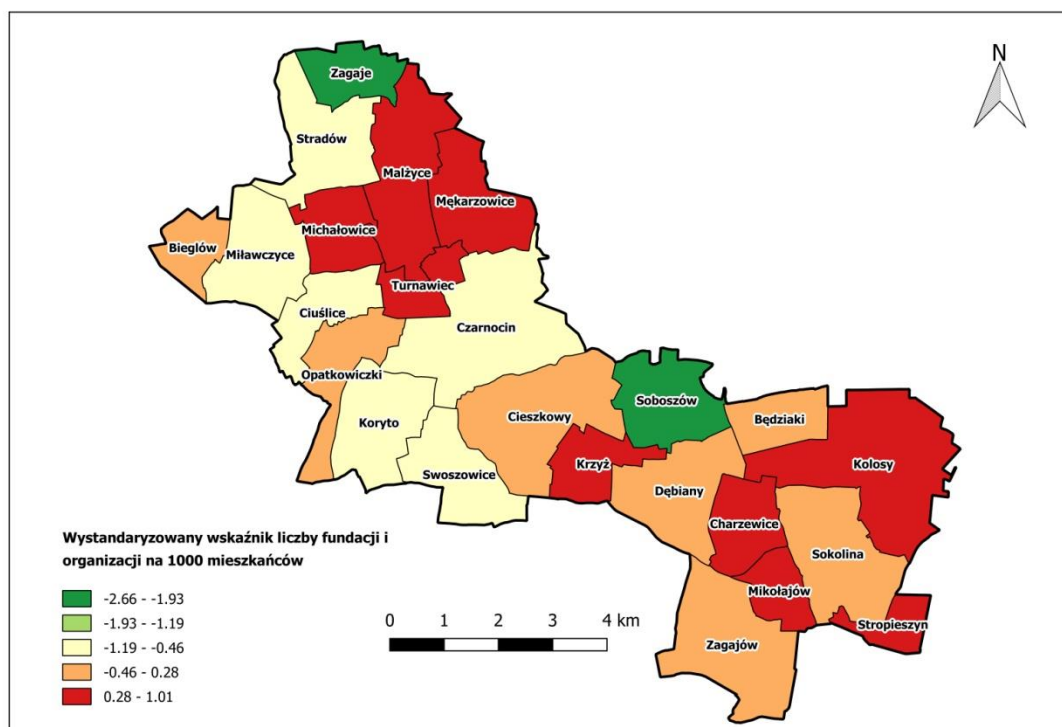 N
Zagaje
Stradów
Malżyce
Mękarzowice
Michałowice
Bieglów
Miławczyce
Turnawiec
Ciuślice
Czarnocin
Opatkowiczki
Soboszów
Cieszkowy
Będziaki
Koryto
Krzyż
Kolosy
Swoszowice
Dębiany
Charzewice
Sokolina
Mikołajów
Stropieszyn
Zagajów
Wystandaryzowany wskaźnik liczby fundacji i
organizacji na 1000 mieszkańców
-2.66 - -1.93
-1.93 - -1.19
-1.19 - -0.46
-0.46 - 0.28
0.28 - 1.01
0 1 2 3 4 km